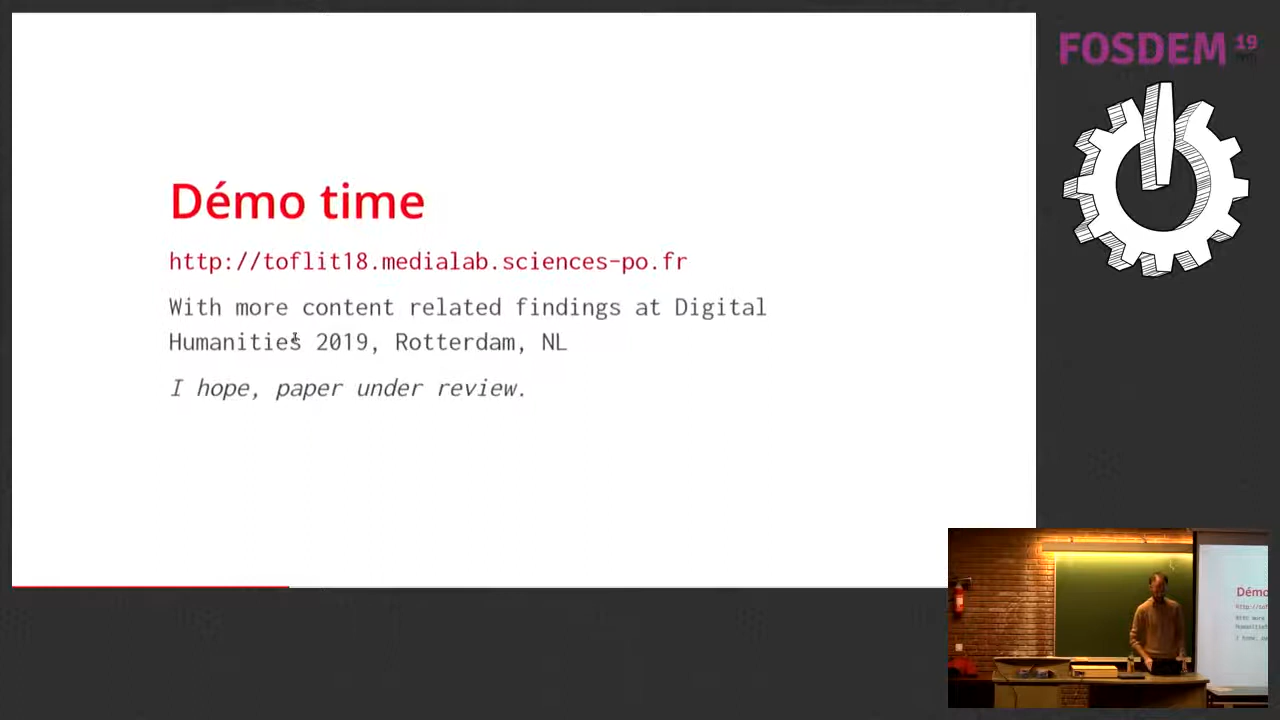 Démo time
http://toflit18.medialab.sciences-po.fr
With more content related findings at Digital
Humanities 2019, Rotterdam, NL
I hope, paper under review.
FOSDEM 19
Démo